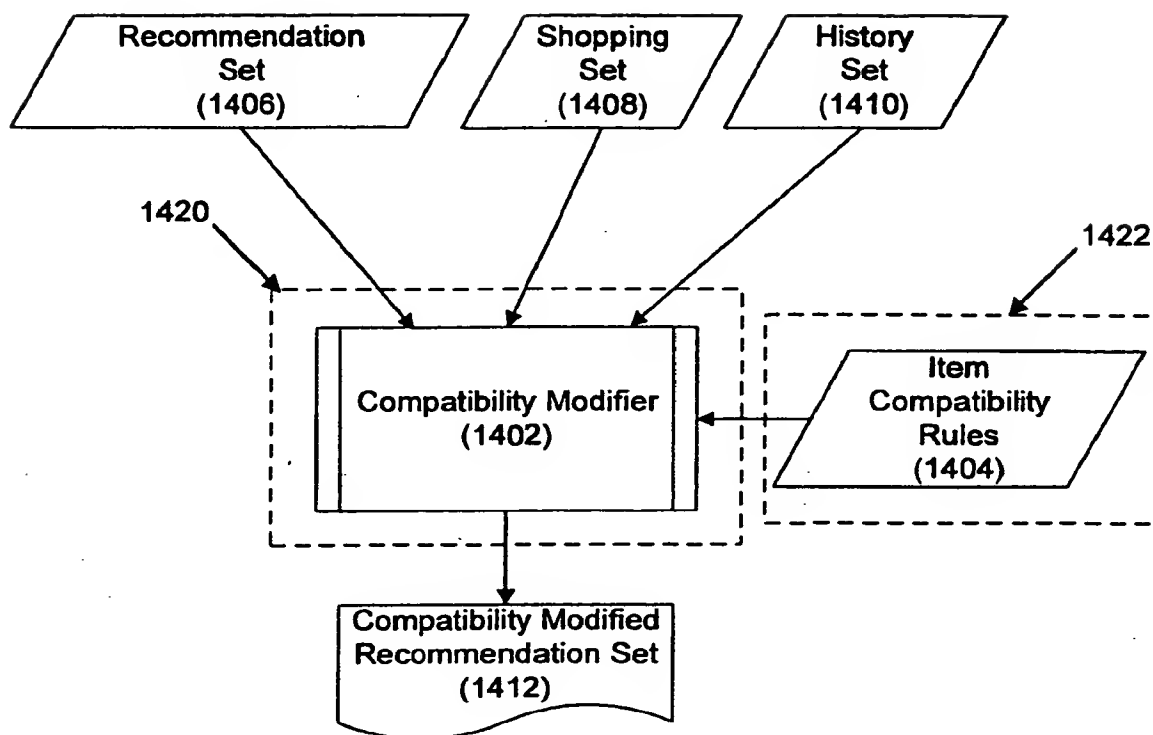 Recommendation
Set
(1406)
Shopping
Set
(1408)
History
Set
(1410)
1420
1422
Compatibility Modifier
(1402)
Item
Compatibility
Rules
(1404)
Compatibility Modified
Recommendation Set
(1412)